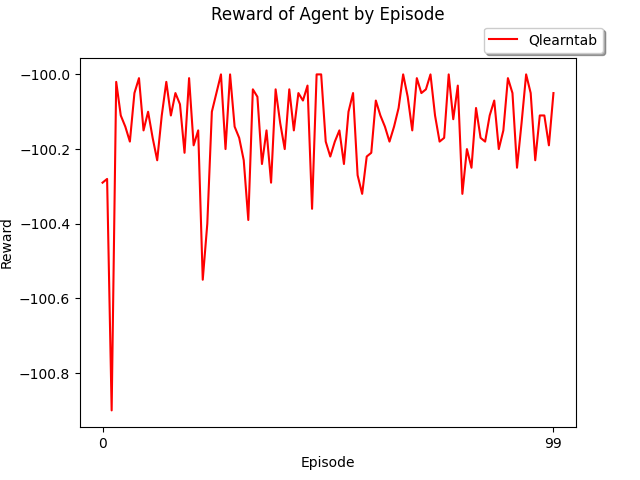 Reward of Agent by Episode
Qlearntab
−100.0
−100.2
−100.4
−100.6
−100.8
Reward
0
99
Episode